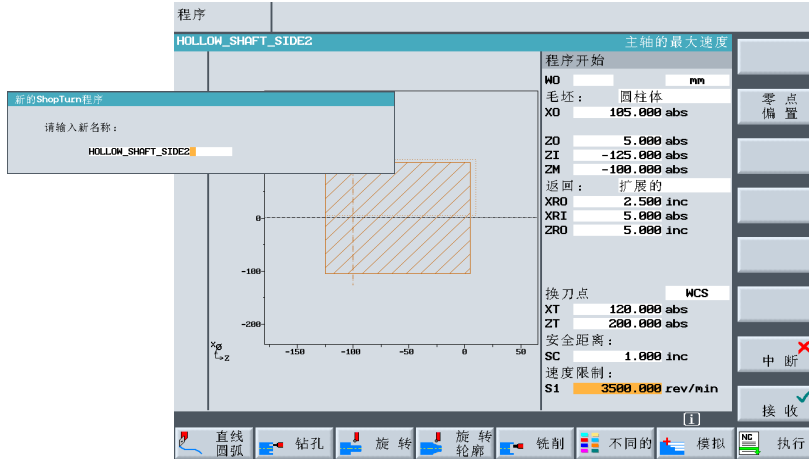 程序
HOLLOW_SHAFT_SIDE2 主轴的最大速度
新的ShopTurn程序
请输入新名称:
HOLLOW_SHAFT_SIDE2
0
-100
-200
-150 -100 -50 0 50
XØ
Z
程序开始
W0 mm
毛坯: 圆柱体
X0 105.000 abs
Z0 5.000 abs
ZI -125.000 abs
ZM -100.000 abs
返回: 扩展的
XR0 2.500 inc
XRI 5.000 abs
ZR0 5.000 inc
换刀点 WCS
XT 120.000 abs
ZT 200.000 abs
安全距离:
SC 1.000 inc
速度限制:
S1 3500.000 rev/min
零点
偏置
中断
接收
i
直线
圆弧
钻孔
旋转
旋转
轮廓
铣削
不同的
模拟
NC
执行